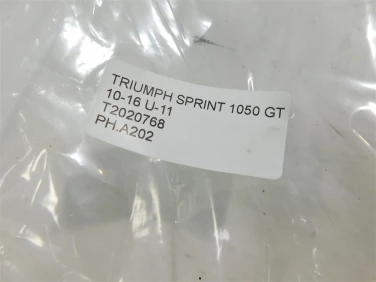 TRIUMPH SPRINT 1050 GT
10-16 U-11
T2020768
PH.A202